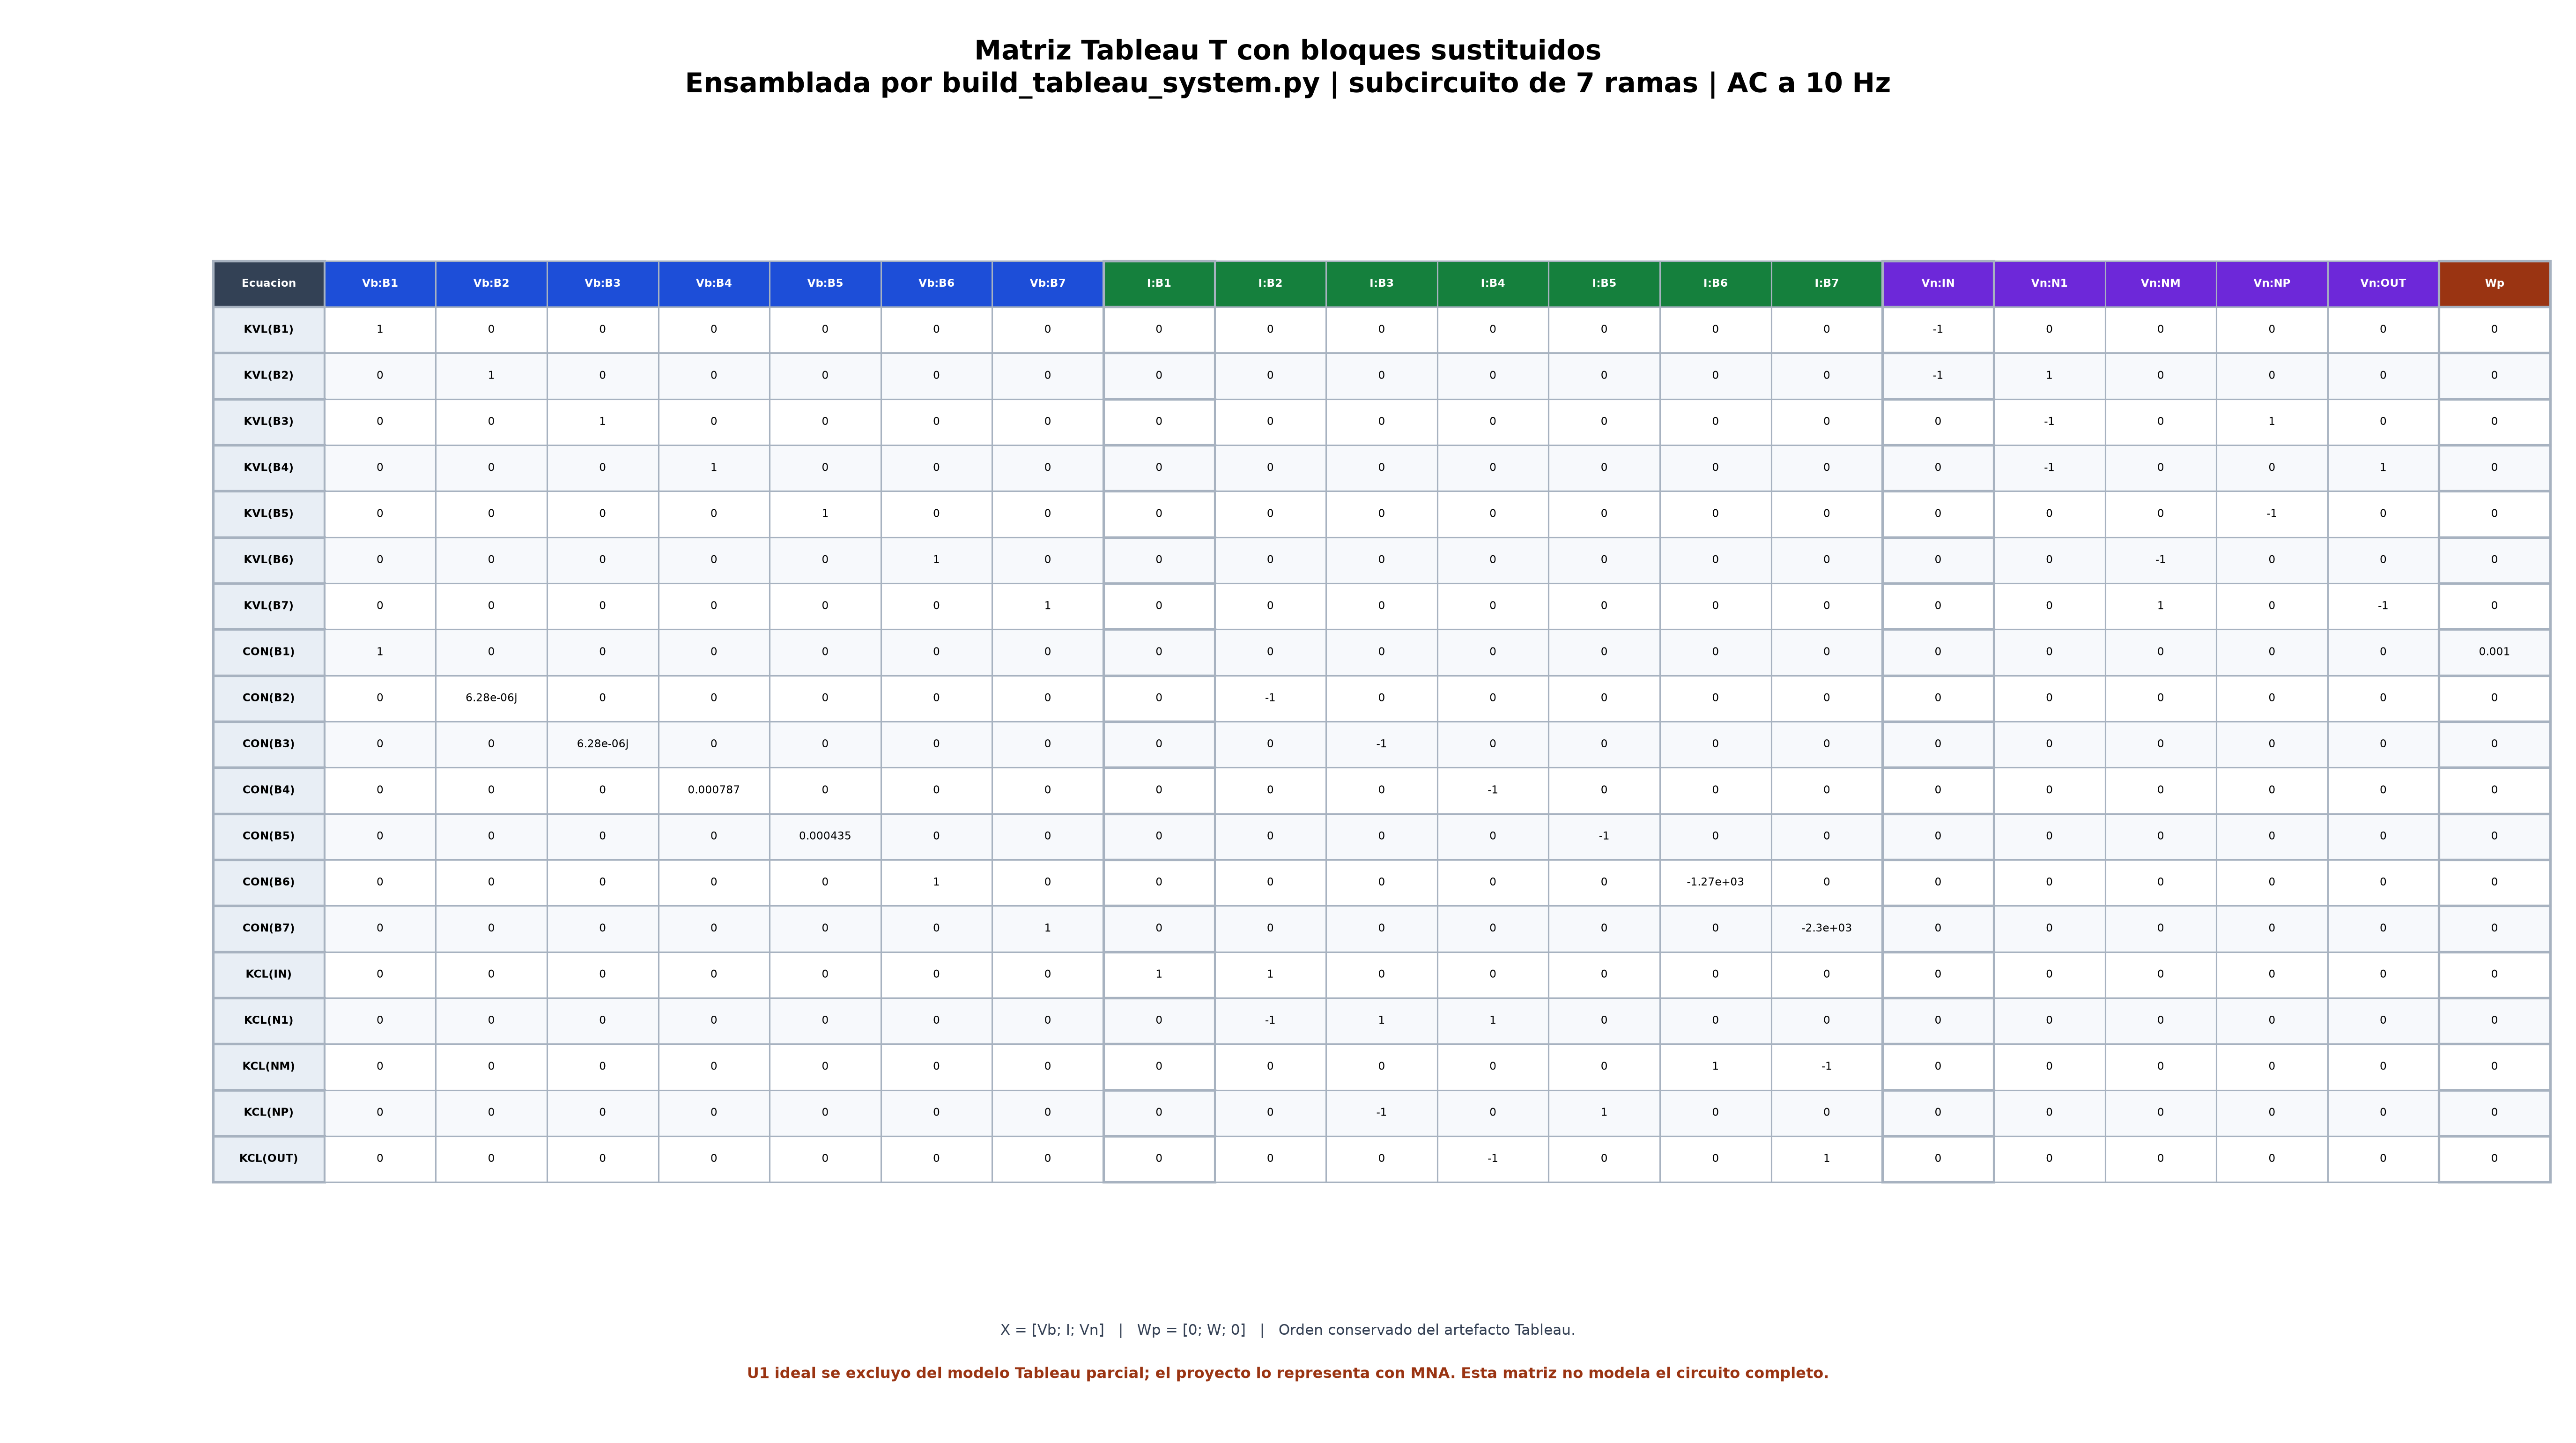 Matriz Tableau T con bloques sustituidos
Ensamblada por build_tableau_system.py | subcircuito de 7 ramas | AC a 10 Hz
Ecuacion Vb:B1 Vb:B2 Vb:B3 Vb:B4 Vb:B5 Vb:B6 Vb:B7 I:B1 I:B2 I:B3 I:B4 I:B5 I:B6 I:B7 Vn:IN Vn:N1 Vn:NM Vn:NP Vn:OUT Wp
KVL(B1) 1 0 0 0 0 0 0 0 0 0 0 0 0 0 -1 0 0 0 0 0
KVL(B2) 0 1 0 0 0 0 0 0 0 0 0 0 0 0 -1 1 0 0 0 0
KVL(B3) 0 0 1 0 0 0 0 0 0 0 0 0 0 0 0 -1 0 1 0 0
KVL(B4) 0 0 0 1 0 0 0 0 0 0 0 0 0 0 0 -1 0 0 1 0
KVL(B5) 0 0 0 0 1 0 0 0 0 0 0 0 0 0 0 0 0 -1 0 0
KVL(B6) 0 0 0 0 0 1 0 0 0 0 0 0 0 0 0 0 -1 0 0 0
KVL(B7) 0 0 0 0 0 0 1 0 0 0 0 0 0 0 0 0 1 0 -1 0
CON(B1) 1 0 0 0 0 0 0 0 0 0 0 0 0 0 0 0 0 0 0 0.001
CON(B2) 0 6.28e-06j 0 0 0 0 0 0 -1 0 0 0 0 0 0 0 0 0 0 0
CON(B3) 0 0 6.28e-06j 0 0 0 0 0 0 -1 0 0 0 0 0 0 0 0 0 0
CON(B4) 0 0 0 0.000787 0 0 0 0 0 0 -1 0 0 0 0 0 0 0 0 0
CON(B5) 0 0 0 0 0.000435 0 0 0 0 0 0 -1 0 0 0 0 0 0 0 0
CON(B6) 0 0 0 0 0 1 0 0 0 0 0 0 -1.27e+03 0 0 0 0 0 0 0
CON(B7) 0 0 0 0 0 0 1 0 0 0 0 0 0 -2.3e+03 0 0 0 0 0 0
KCL(IN) 0 0 0 0 0 0 0 1 1 0 0 0 0 0 0 0 0 0 0 0
KCL(N1) 0 0 0 0 0 0 0 0 -1 1 1 0 0 0 0 0 0 0 0 0
KCL(NM) 0 0 0 0 0 0 0 0 0 0 0 0 1 -1 0 0 0 0 0 0
KCL(NP) 0 0 0 0 0 0 0 0 0 -1 0 1 0 0 0 0 0 0 0 0
KCL(OUT) 0 0 0 0 0 0 0 0 0 0 -1 0 0 1 0 0 0 0 0 0
X = [Vb; I; Vn] | Wp = [0; W; 0] | Orden conservado del artefacto Tableau.
U1 ideal se excluyo del modelo Tableau parcial; el proyecto lo representa con MNA. Esta matriz no modela el circuito completo.